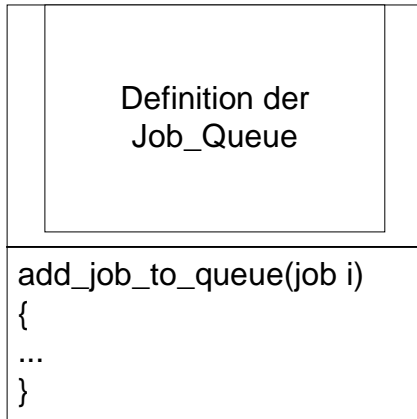 Definition der
Job_Queue
add_job_to_queue(job i)
{
...
}